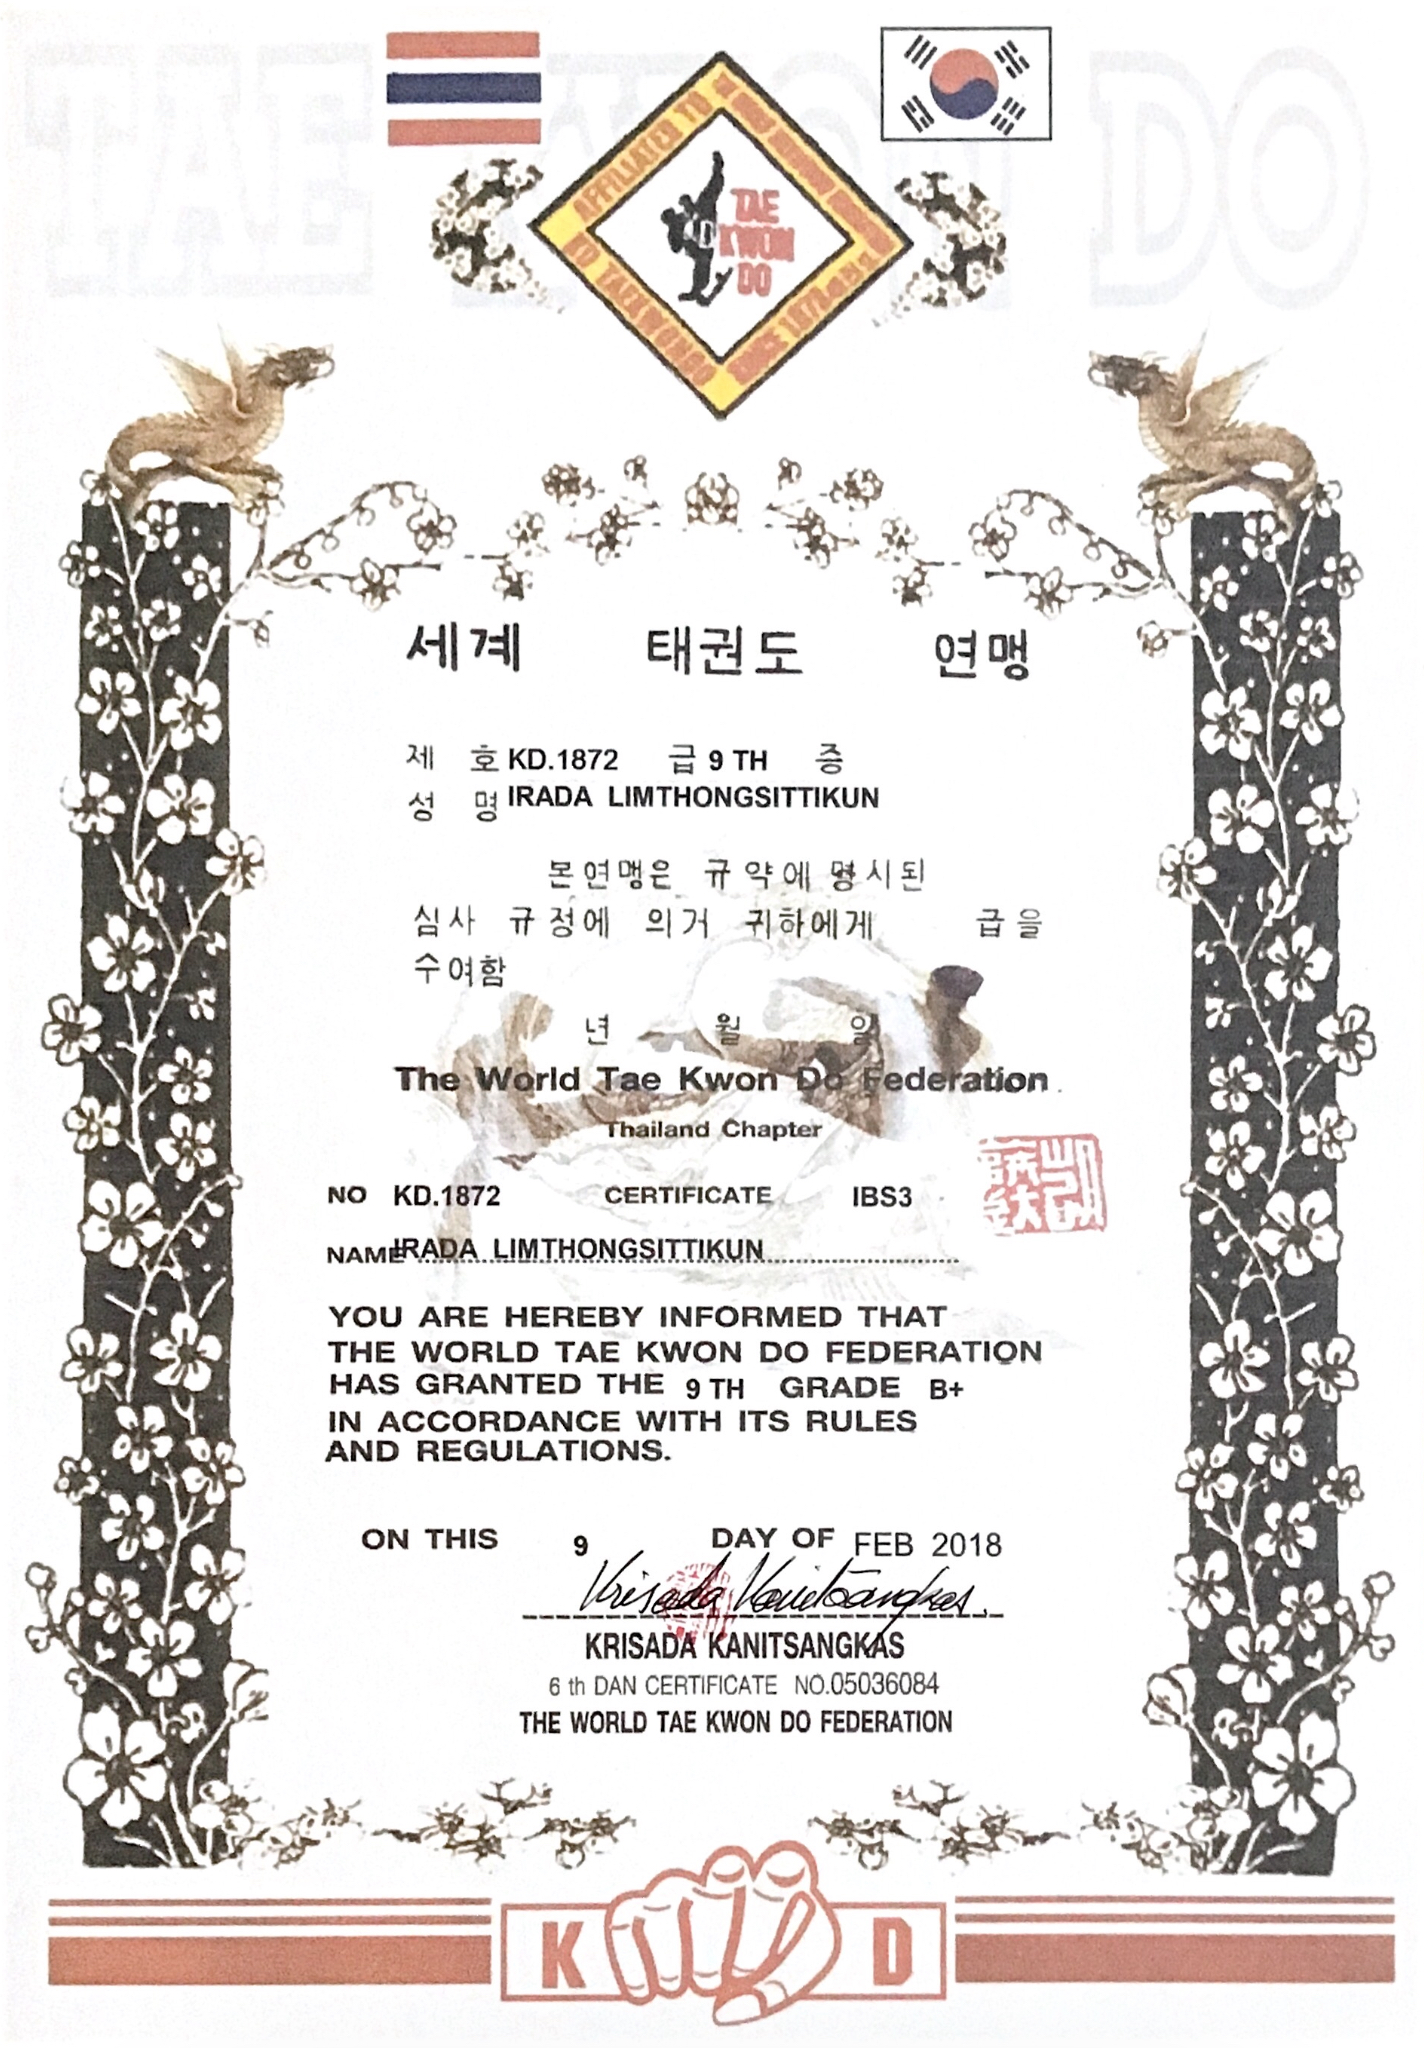 TAE KWON DO
AFFILIATED TO
KD TAEKWONDO
TAE
KWON
DO
세계 태권도 연맹
제 호 KD.1872 급 9 TH 증
성 명 IRADA LIMTHONGSITTIKUN
본연맹은 규약에 명시된
심사 규정에 의거 귀하에게 급을
수여함
년 월 일
The World Tae Kwon Do Federation
Thailand Chapter
NO KD.1872 CERTIFICATE IBS3
NAME IRADA LIMTHONGSITTIKUN
YOU ARE HEREBY INFORMED THAT
THE WORLD TAE KWON DO FEDERATION
HAS GRANTED THE 9 TH GRADE B+
IN ACCORDANCE WITH ITS RULES
AND REGULATIONS.
ON THIS 9 DAY OF FEB 2018
Krisada Kanitsangkas
KRISADA KANITSANGKAS
6 th DAN CERTIFICATE NO.05036084
THE WORLD TAE KWON DO FEDERATION
K D